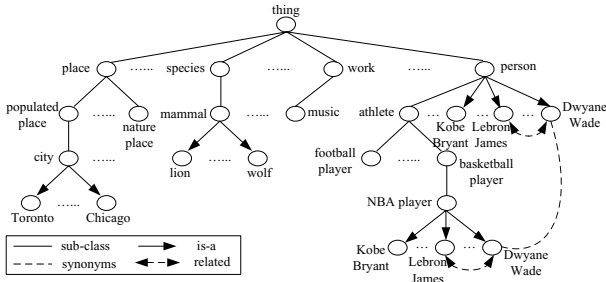 thing
place ...... species ...... work ...... person
populated place ...... nature place
mammal ......
music
athlete ... Kobe Bryant ... Lebron James ... Dwyane Wade
city ......
lion ...... wolf
football player ...... basketball player
Toronto ...... Chicago
NBA player
Kobe Bryant ... Lebron James ... Dwyane Wade
sub-class is-a
synonyms related